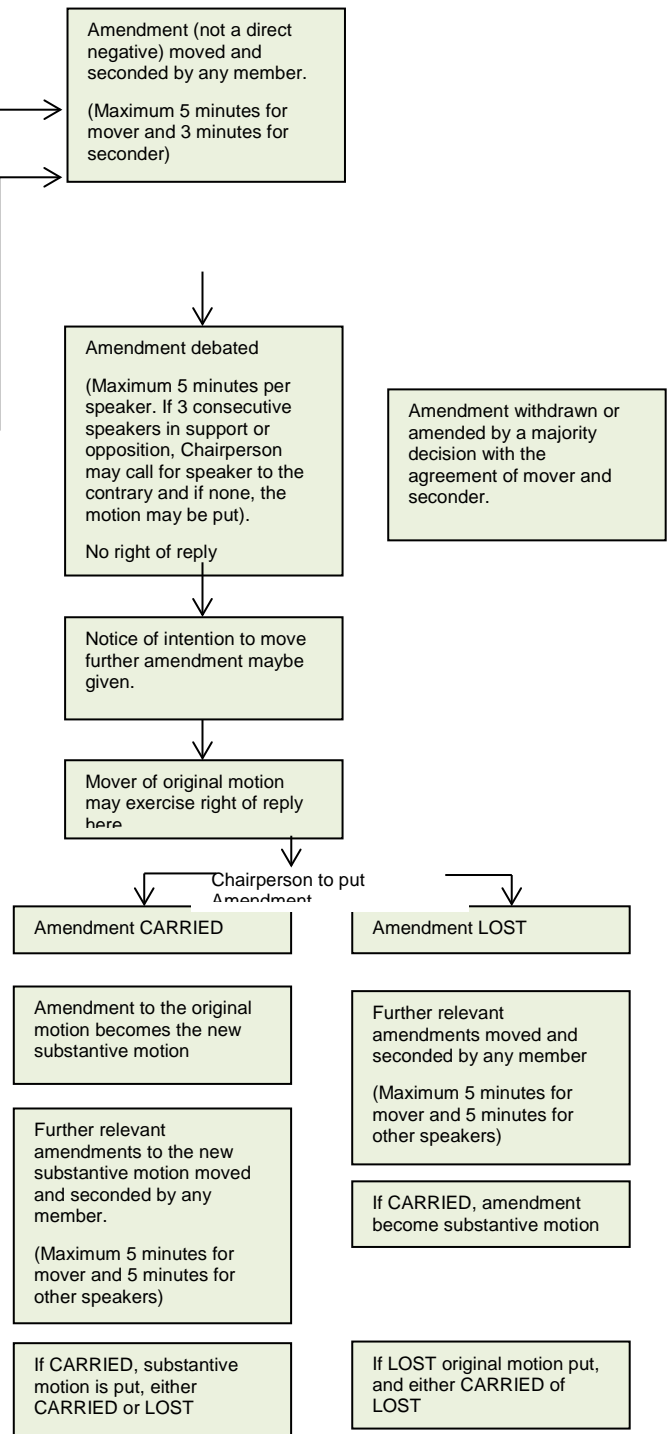 Amendment (not a direct
negative) moved and
seconded by any member.
(Maximum 5 minutes for
mover and 3 minutes for
seconder)
Amendment debated
(Maximum 5 minutes per
speaker. If 3 consecutive
speakers in support or
opposition, Chairperson
may call for speaker to the
contrary and if none, the
motion may be put).
No right of reply
Amendment withdrawn or
amended by a majority
decision with the
agreement of mover and
seconder.
Notice of intention to move
further amendment maybe
given.
Mover of original motion
may exercise right of reply
here
Chairperson to put
Amendment
Amendment CARRIED
Amendment LOST
Amendment to the original
motion becomes the new
substantive motion
Further relevant
amendments moved and
seconded by any member
(Maximum 5 minutes for
mover and 5 minutes for
other speakers)
Further relevant
amendments to the new
substantive motion moved
and seconded by any
member.
(Maximum 5 minutes for
mover and 5 minutes for
other speakers)
If CARRIED, amendment
become substantive motion
If CARRIED, substantive
motion is put, either
CARRIED or LOST
If LOST original motion put,
and either CARRIED of
LOST